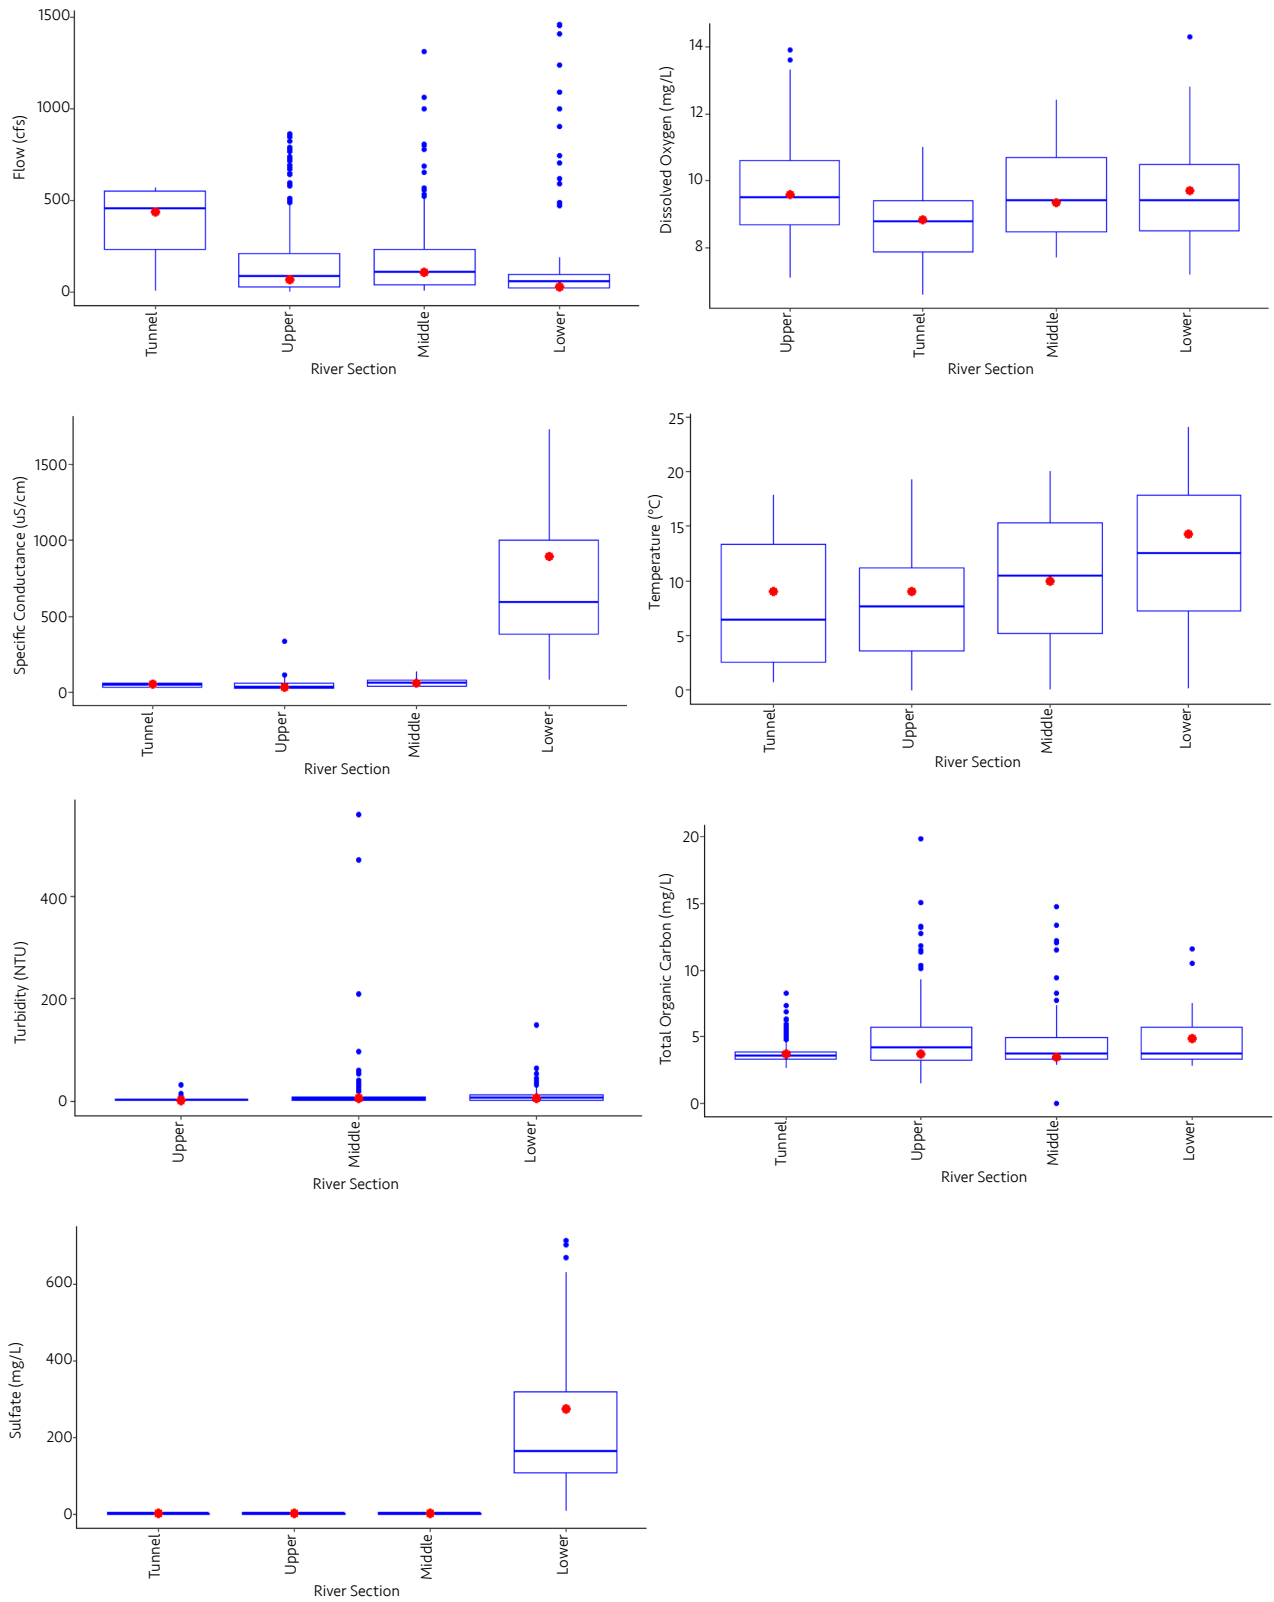 Flow (cfs)
1500
1000
500
0
Tunnel
Upper
Middle
Lower
River Section
Dissolved Oxygen (mg/L)
14
12
10
8
Upper
Tunnel
Middle
Lower
River Section
Specific Conductance (uS/cm)
1500
1000
500
0
Tunnel
Upper
Middle
Lower
River Section
Temperature (°C)
25
20
15
10
5
0
Tunnel
Upper
Middle
Lower
River Section
Turbidity (NTU)
400
200
0
Upper
Middle
Lower
River Section
Total Organic Carbon (mg/L)
20
15
10
5
0
Tunnel
Upper
Middle
Lower
River Section
Sulfate (mg/L)
600
400
200
0
Tunnel
Upper
Middle
Lower
River Section